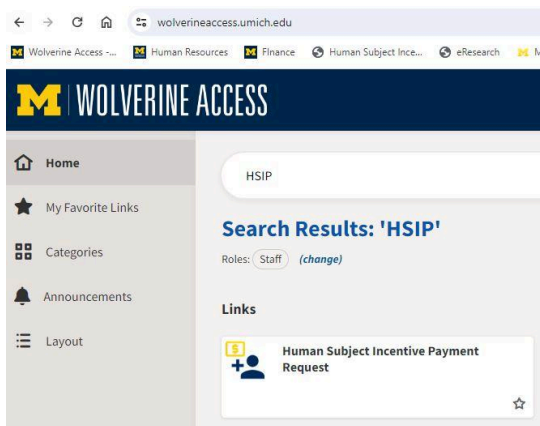 wolverineaccess.umich.edu
Wolverine Access -... Human Resources FInance Human Subject Ince... eResearch M
M WOLVERINE ACCESS
Home
My Favorite Links
Categories
Announcements
Layout
HSIP
Search Results: 'HSIP'
Roles: Staff (change)
Links
$ Human Subject Incentive Payment
Request